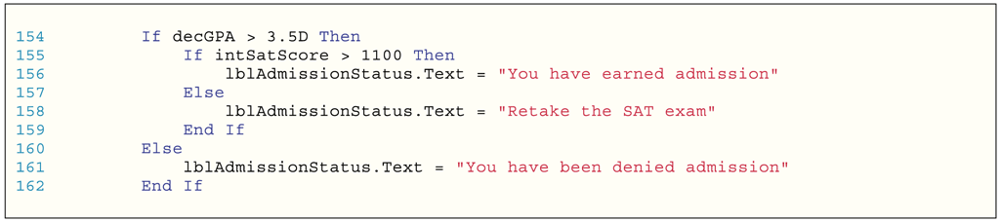 154 If decGPA > 3.5D Then
155 If intSatScore > 1100 Then
156 lblAdmissionStatus.Text = "You have earned admission"
157 Else
158 lblAdmissionStatus.Text = "Retake the SAT exam"
159 End If
160 Else
161 lblAdmissionStatus.Text = "You have been denied admission"
162 End If